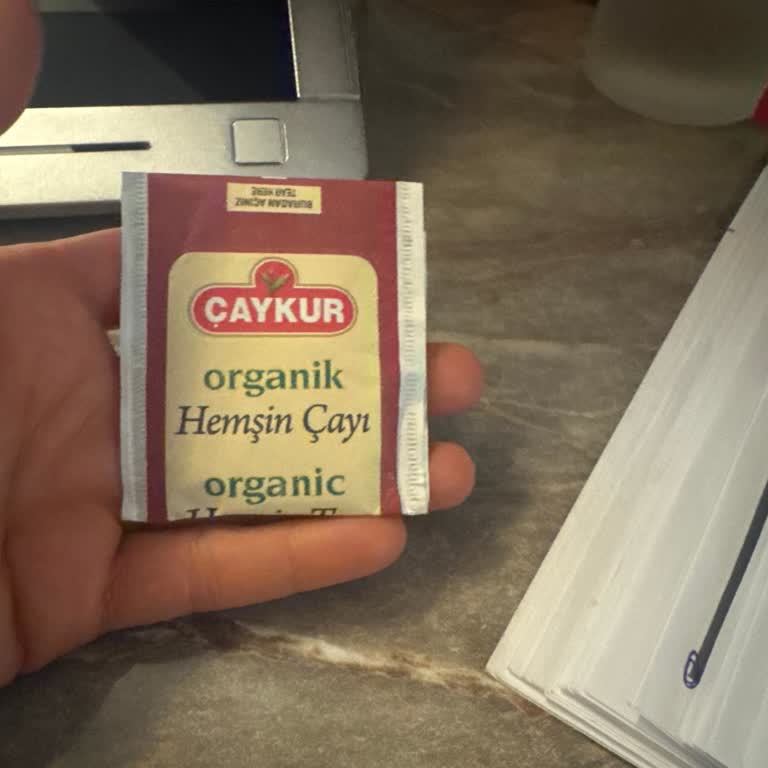 BURADAN AÇINIZ
TEAR HERE
ÇAYKUR
organik
Hemşin Çayı
organic